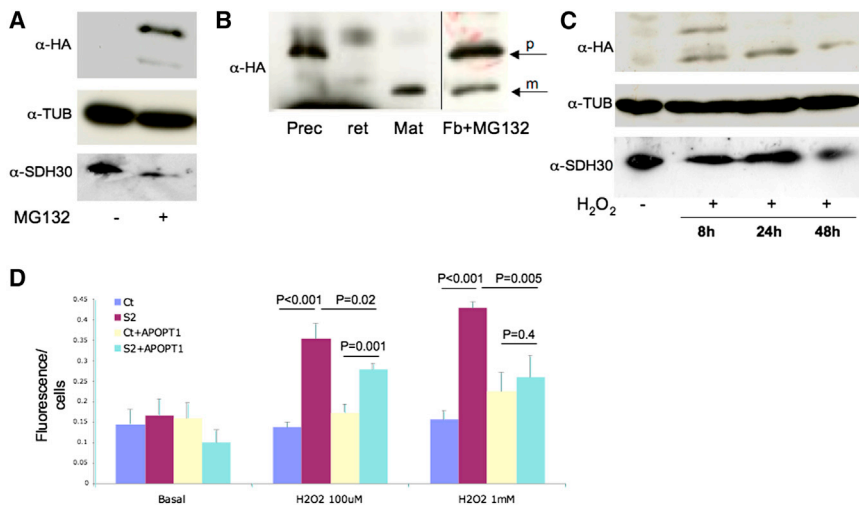 A
α-HA
α-TUB
α-SDH30
MG132 - +
B
α-HA
p
m
Prec ret Mat Fb+MG132
C
α-HA
α-TUB
α-SDH30
H₂O₂ - + + +
8h 24h 48h
D
Fluorescence/
cells
0.45
0.4
0.35
0.3
0.25
0.2
0.15
0.1
0.05
0
Ct
S2
Ct+APOPT1
S2+APOPT1
P<0.001 P=0.02
P=0.001
P<0.001 P=0.005
P=0.4
Basal H2O2 100uM H2O2 1mM